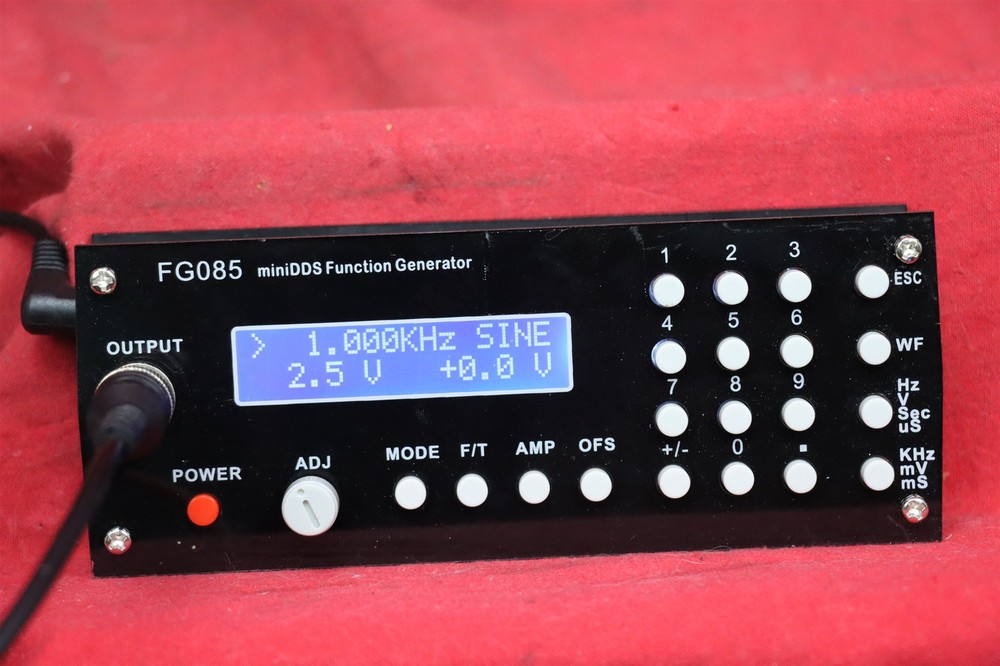 FG085 miniDDS Function Generator
OUTPUT
> 1.000KHz SINE
2.5 V +0.0 V
POWER
ADJ
MODE F/T AMP OFS
1 2 3
ESC
4 5 6
WF
7 8 9
Hz
V
Sec
uS
+/- 0 .
KHz
mV
mS